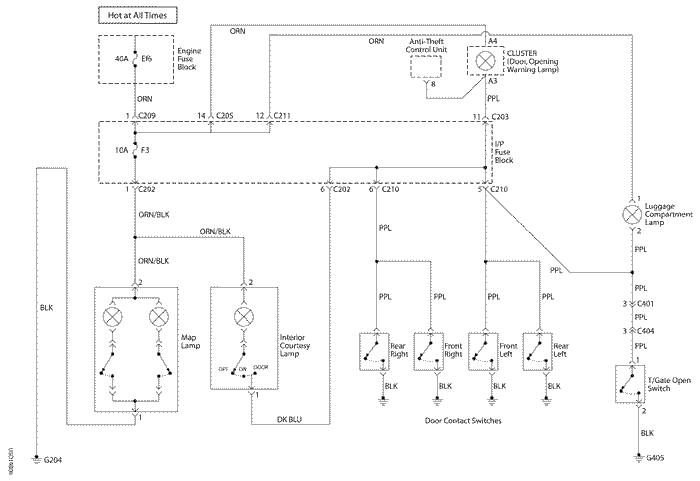 Hot at All Times
ORN
ORN
Anti-Theft
Control Unit
A4
CLUSTER
(Door, Opening
Warning Lamp)
40A
Ef6
Engine
Fuse
Block
8
A3
ORN
PPL
1
C209
14
C205
12
C211
11
C203
10A
F3
I/P
Fuse
Block
1
C202
6
C202
6
C210
5
C210
1
Luggage
Compartment
Lamp
2
ORN/BLK
ORN/BLK
PPL
PPL
ORN/BLK
PPL
2
2
BLK
PPL
PPL
PPL
PPL
PPL
3
C401
PPL
3
C404
PPL
Map
Lamp
Interior
Courtesy
Lamp
OFF
ON
DOOR
Rear
Right
Front
Right
Front
Left
Rear
Left
1
T/Gate Open
Switch
BLK
BLK
BLK
BLK
1
1
2
DK BLU
Door Contact Switches
BLK
G204
G405